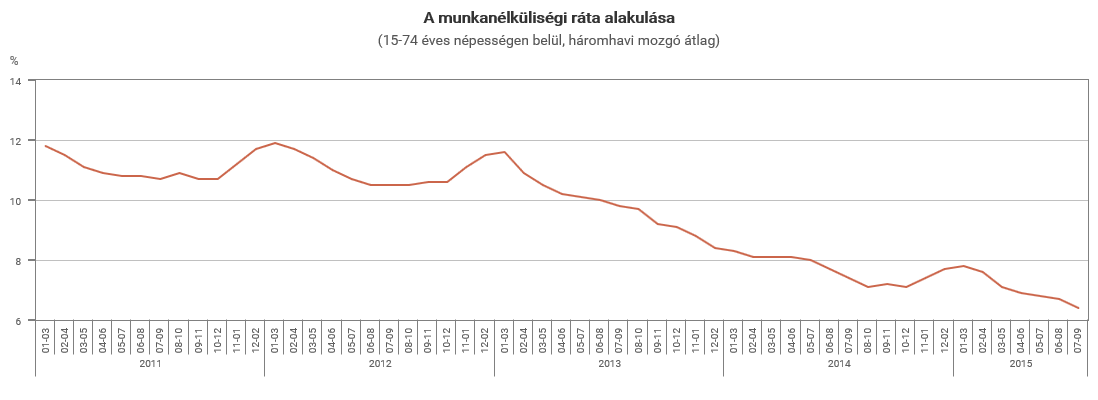 A munkanélküliségi ráta alakulása
(15-74 éves népességen belül, háromhavi mozgó átlag)
%
14
12
10
8
6
01-03 02-04 03-05 04-06 05-07 06-08 07-09 08-10 09-11 10-12 11-01 12-02 01-03 02-04 03-05 04-06 05-07 06-08 07-09 08-10 09-11 10-12 11-01 12-02 01-03 02-04 03-05 04-06 05-07 06-08 07-09 08-10 09-11 10-12 11-01 12-02 01-03 02-04 03-05 04-06 05-07 06-08 07-09 08-10 09-11 10-12 11-01 12-02 01-03 02-04 03-05 04-06 05-07 06-08 07-09
2011 2012 2013 2014 2015